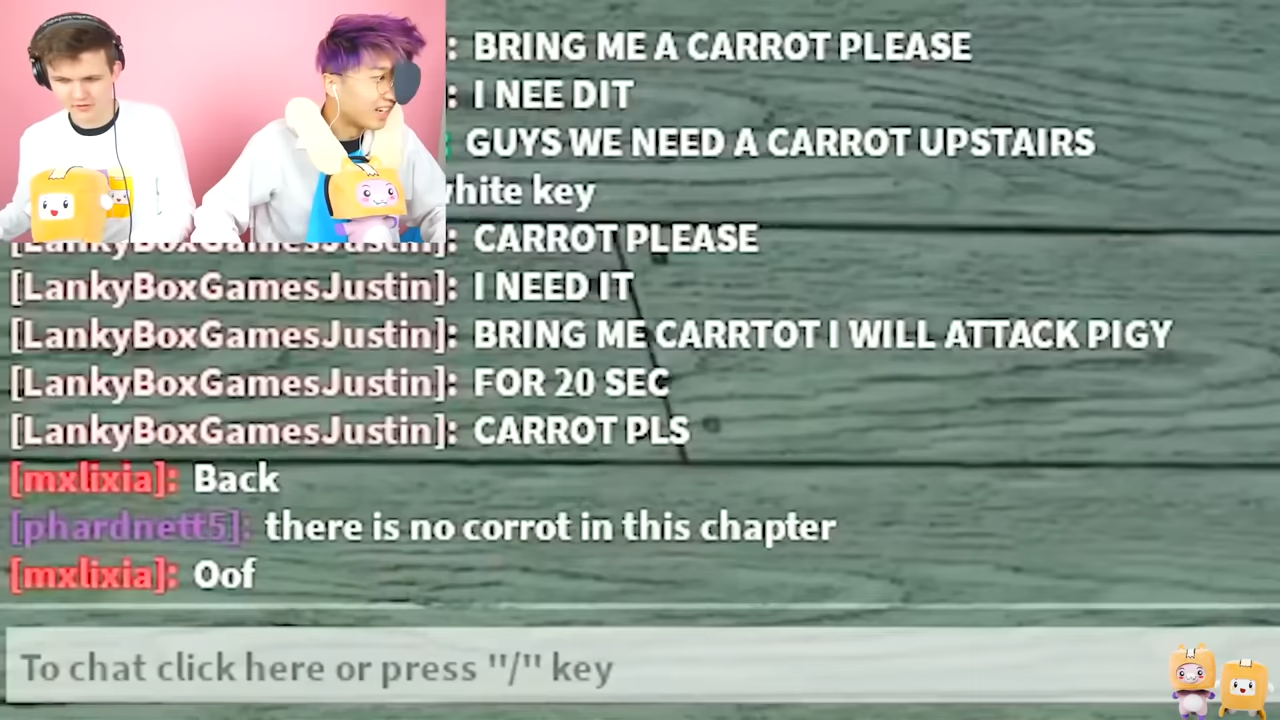 : BRING ME A CARROT PLEASE
: I NEE DIT
: GUYS WE NEED A CARROT UPSTAIRS
white key
[LankyBoxGamesJustin]: CARROT PLEASE
[LankyBoxGamesJustin]: I NEED IT
[LankyBoxGamesJustin]: BRING ME CARRTOT I WILL ATTACK PIGY
[LankyBoxGamesJustin]: FOR 20 SEC
[LankyBoxGamesJustin]: CARROT PLS
[mxlixia]: Back
[phardnett5]: there is no corrot in this chapter
[mxlixia]: Oof
To chat click here or press "/" key